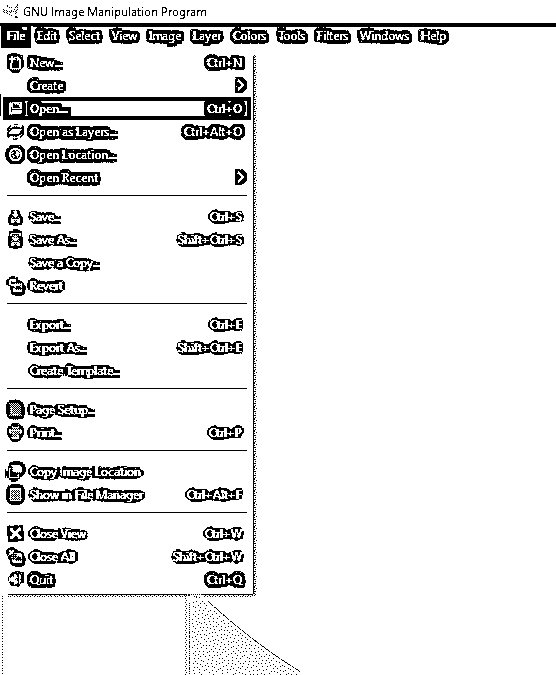 GNU Image Manipulation Program
File Edit Select View Image Layer Colors Tools Filters Windows Help
New... Ctrl+N
Create
Open... Ctrl+O
Open as Layers... Ctrl+Alt+O
Open Location...
Open Recent
Save... Ctrl+S
Save As... Shift+Ctrl+S
Save a Copy...
Revert
Export... Ctrl+E
Export As... Shift+Ctrl+E
Create Template...
Page Setup...
Print... Ctrl+P
Copy Image Location
Show in File Manager Ctrl+Alt+F
Close View Ctrl+W
Close All Shift+Ctrl+W
Quit Ctrl+Q